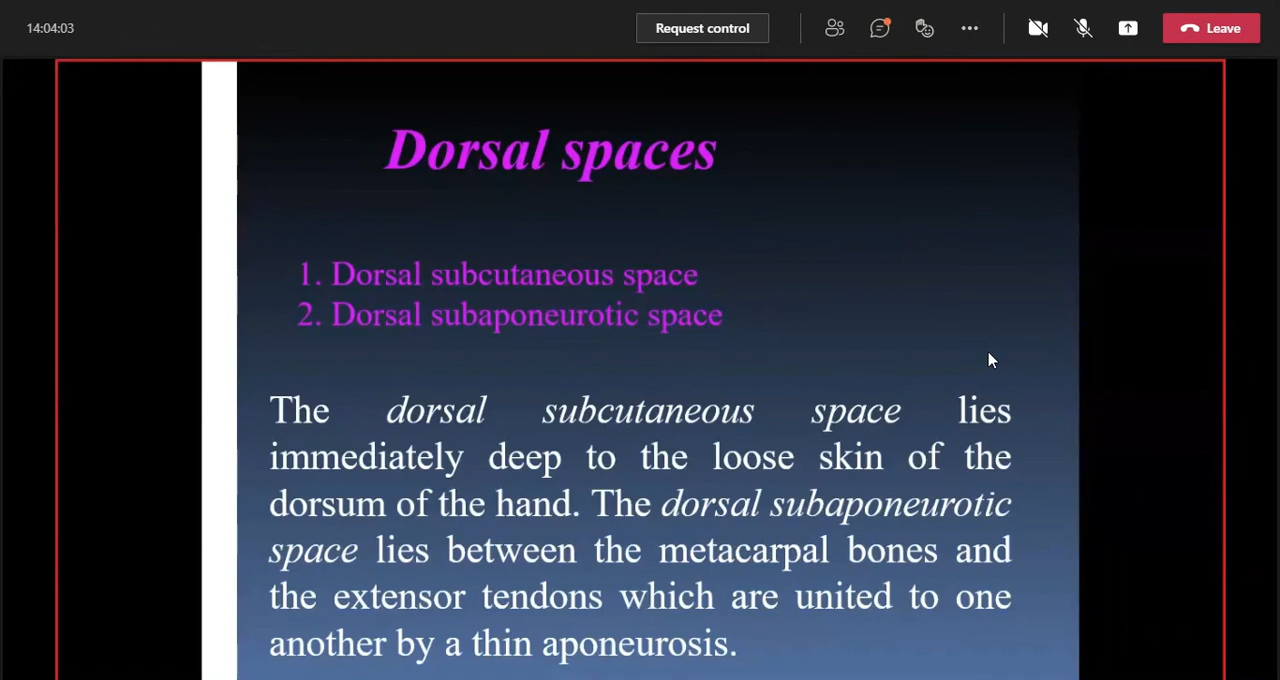 14:04:03
Request control
Leave
Dorsal spaces
1. Dorsal subcutaneous space
2. Dorsal subaponeurotic space
The dorsal subcutaneous space lies
immediately deep to the loose skin of the
dorsum of the hand. The dorsal subaponeurotic
space lies between the metacarpal bones and
the extensor tendons which are united to one
another by a thin aponeurosis.